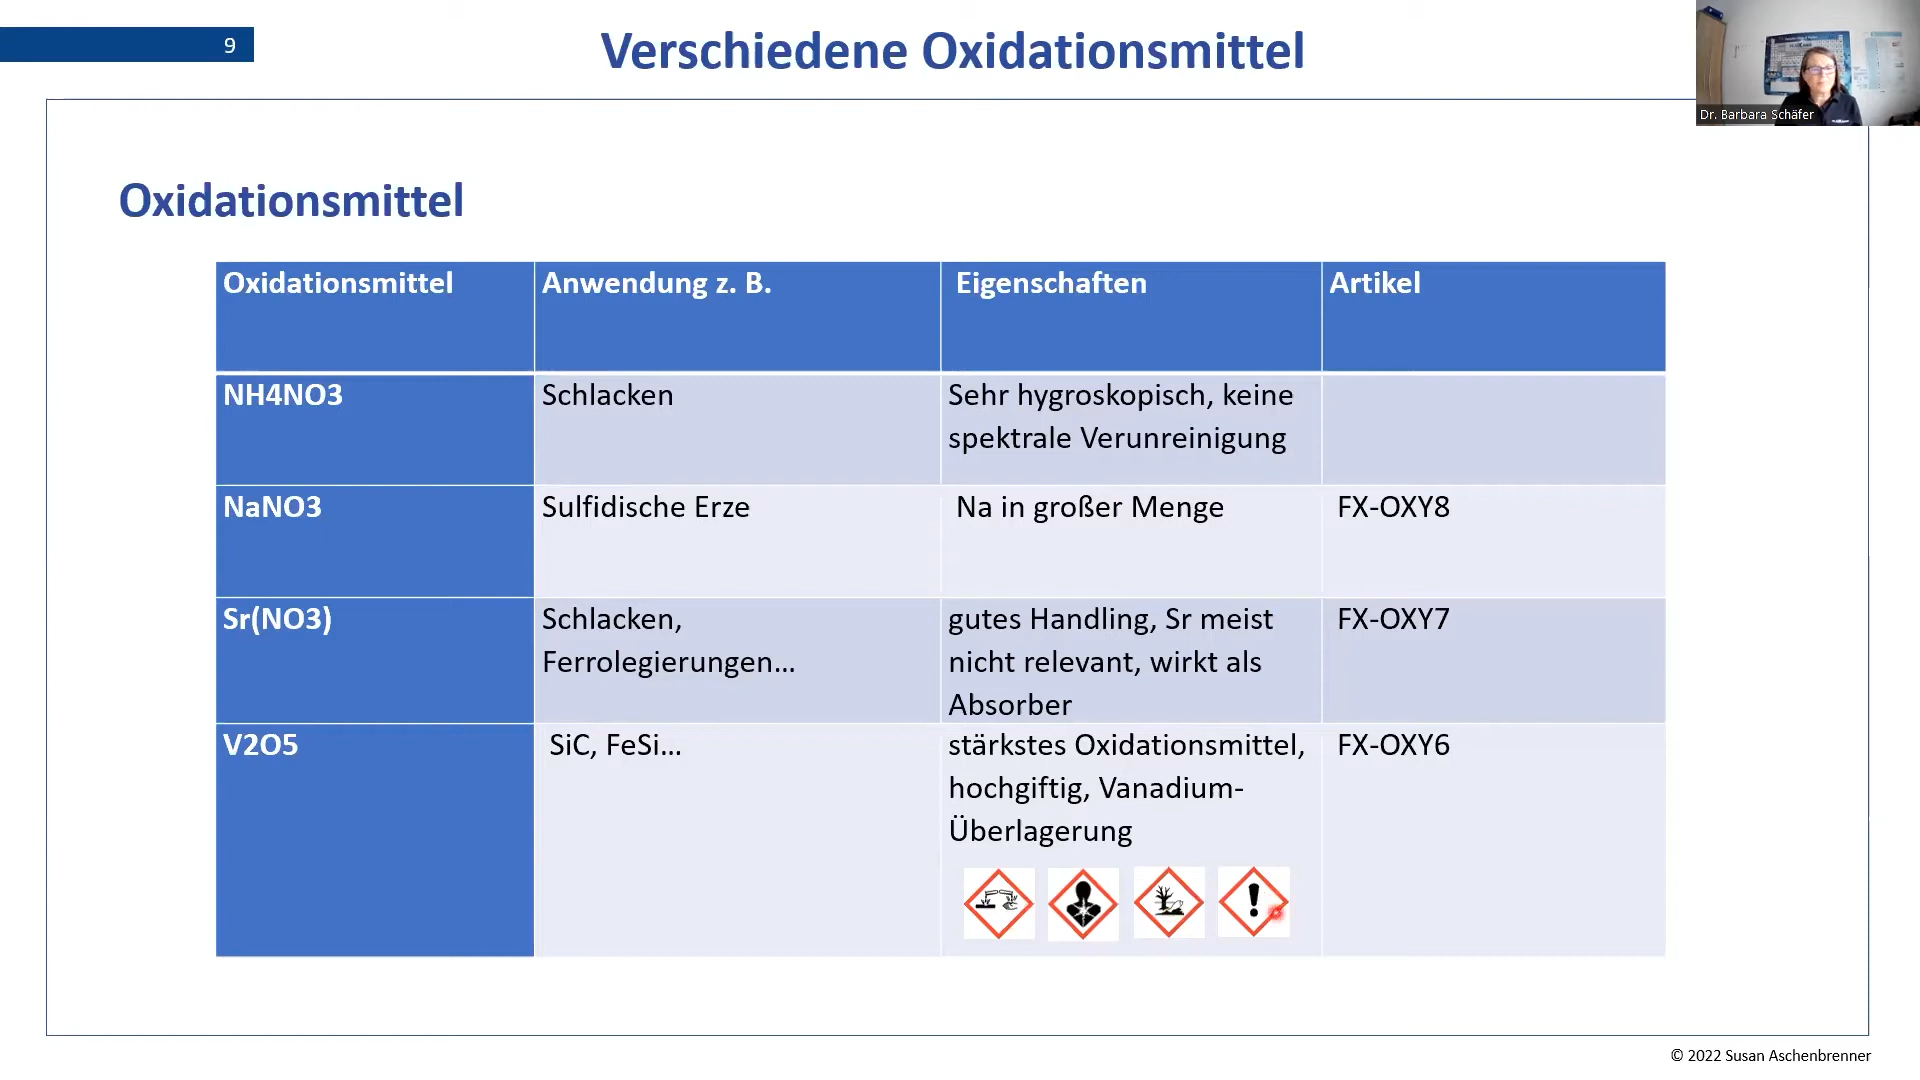 9
Verschiedene Oxidationsmittel
Dr. Barbara Schäfer
Oxidationsmittel
Oxidationsmittel
Anwendung z. B.
Eigenschaften
Artikel
NH4NO3
Schlacken
Sehr hygroskopisch, keine
spektrale Verunreinigung
NaNO3
Sulfidische Erze
Na in großer Menge
FX-OXY8
Sr(NO3)
Schlacken,
Ferrolegierungen...
gutes Handling, Sr meist
nicht relevant, wirkt als
Absorber
FX-OXY7
V2O5
SiC, FeSi...
stärkstes Oxidationsmittel,
hochgiftig, Vanadium-
Überlagerung
FX-OXY6
© 2022 Susan Aschenbrenner